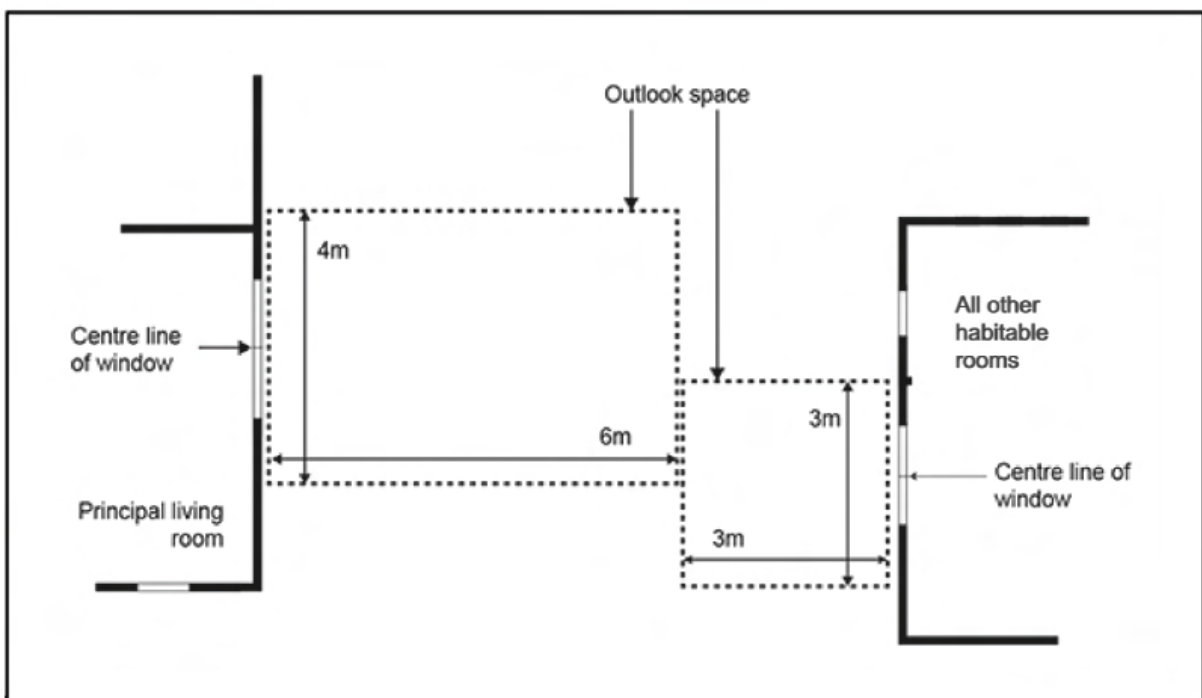 Outlook space
4m
Centre line
of window
6m
Principal living
room
All other
habitable
rooms
3m
3m
Centre line of
window